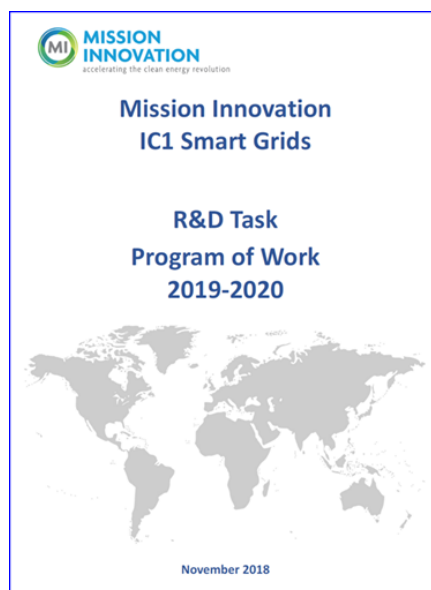 MI
MISSION
INNOVATION
accelerating the clean energy revolution
Mission Innovation
IC1 Smart Grids
R&D Task
Program of Work
2019-2020
November 2018